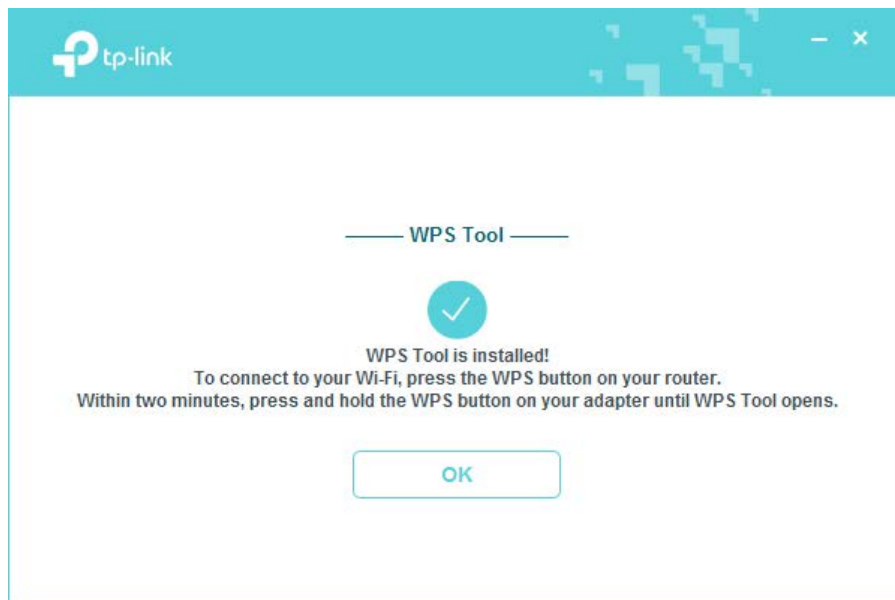 tp-link
WPS Tool
WPS Tool is installed!
To connect to your Wi-Fi, press the WPS button on your router.
Within two minutes, press and hold the WPS button on your adapter until WPS Tool opens.
OK